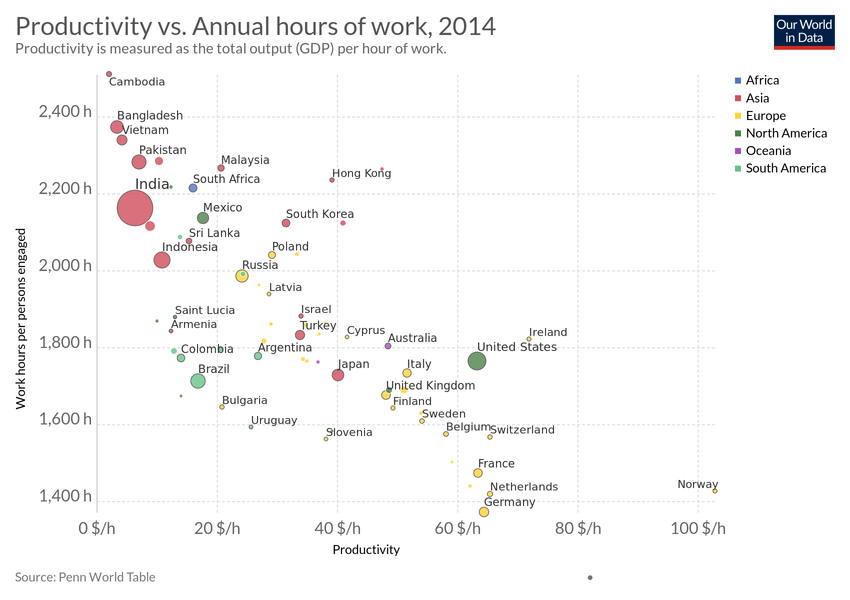 Productivity vs. Annual hours of work, 2014
Productivity is measured as the total output (GDP) per hour of work.
Our World
in Data
Africa
Asia
Europe
North America
Oceania
South America
Work hours per persons engaged
2,400 h
2,200 h
2,000 h
1,800 h
1,600 h
1,400 h
Cambodia
Bangladesh
Vietnam
Pakistan
Malaysia
Hong Kong
South Africa
India
Mexico
South Korea
Sri Lanka
Indonesia
Poland
Russia
Latvia
Saint Lucia
Israel
Armenia
Turkey
Cyprus
Ireland
Australia
Colombia
Argentina
United States
Brazil
Japan
Italy
United Kingdom
Bulgaria
Finland
Sweden
Uruguay
Slovenia
Belgium
Switzerland
France
Netherlands
Norway
Germany
0 $/h
20 $/h
40 $/h
60 $/h
80 $/h
100 $/h
Productivity
Source: Penn World Table